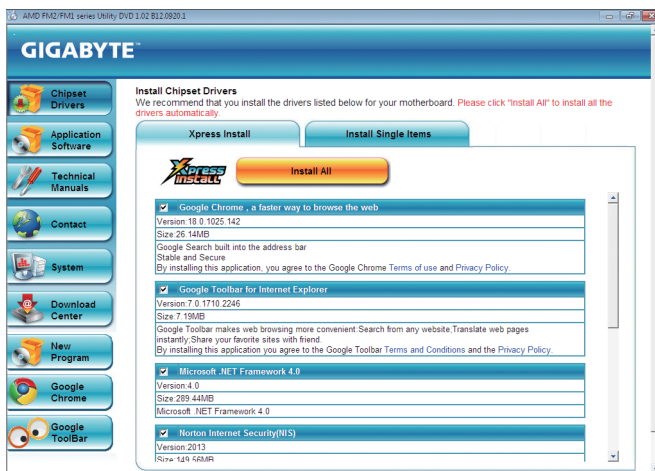 AMD FM2/FM1 series Utility DVD 1.02 B12.0920.1
GIGABYTE™
Chipset
Drivers
Application
Software
Technical
Manuals
Contact
System
Download
Center
New
Program
Google
Chrome
Google
ToolBar
Install Chipset Drivers
We recommend that you install the drivers listed below for your motherboard. Please click "Install All" to install all the
drivers automatically.
Xpress Install
Install Single Items
Xpress
Install
Install All
Google Chrome , a faster way to browse the web
Version:18.0.1025.142
Size:26.14MB
Google Search built into the address bar
Stable and Secure
By installing this application, you agree to the Google Chrome Terms of use and Privacy Policy.
Google Toolbar for Internet Explorer
Version:7.0.1710.2246
Size:7.19MB
Google Toolbar makes web browsing more convenient:Search from any website;Translate web pages
instantly;Share your favorite sites with friend.
By installing this application you agree to the Google Toolbar Terms and Conditions and the Privacy Policy.
Microsoft .NET Framework 4.0
Version:4.0
Size:289.44MB
Microsoft .NET Framework 4.0
Norton Internet Security(NIS)
Version:2013
Size:149.56MB